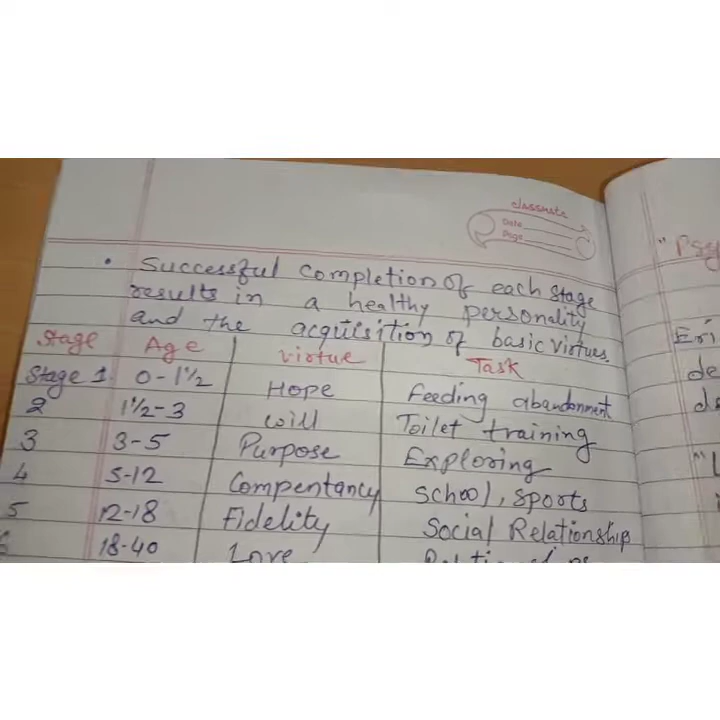 classmate
Date
Page
• Successful completion of each stage
results in a healthy personality
and the acquisition of basic virtues.
Stage Age Virtue Task
Stage 1. 0-1½ Hope Feeding abandonment
2 1½-3 Will Toilet training
3 3-5 Purpose Exploring
4 5-12 Compentancy School, Sports
5 12-18 Fidelity Social Relationship
6 18-40 Love